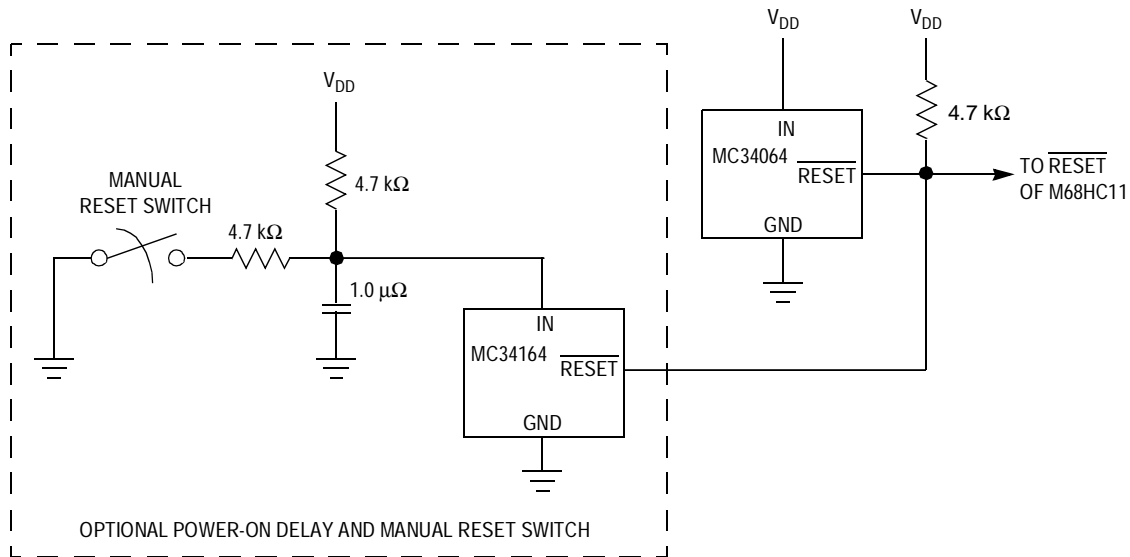 V_DD
V_DD
V_DD
IN
4.7 kΩ
MC34064
RESET
TO RESET
OF M68HC11
MANUAL
RESET SWITCH
4.7 kΩ
4.7 kΩ
GND
1.0 μΩ
IN
MC34164
RESET
GND
OPTIONAL POWER-ON DELAY AND MANUAL RESET SWITCH